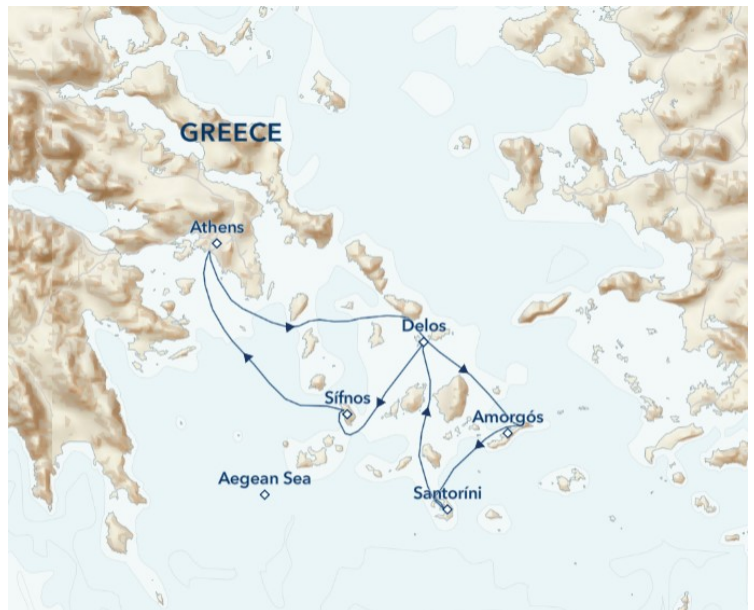 GREECE
Athens
Delos
Sífnos
Amorgós
Aegean Sea
Santoríni